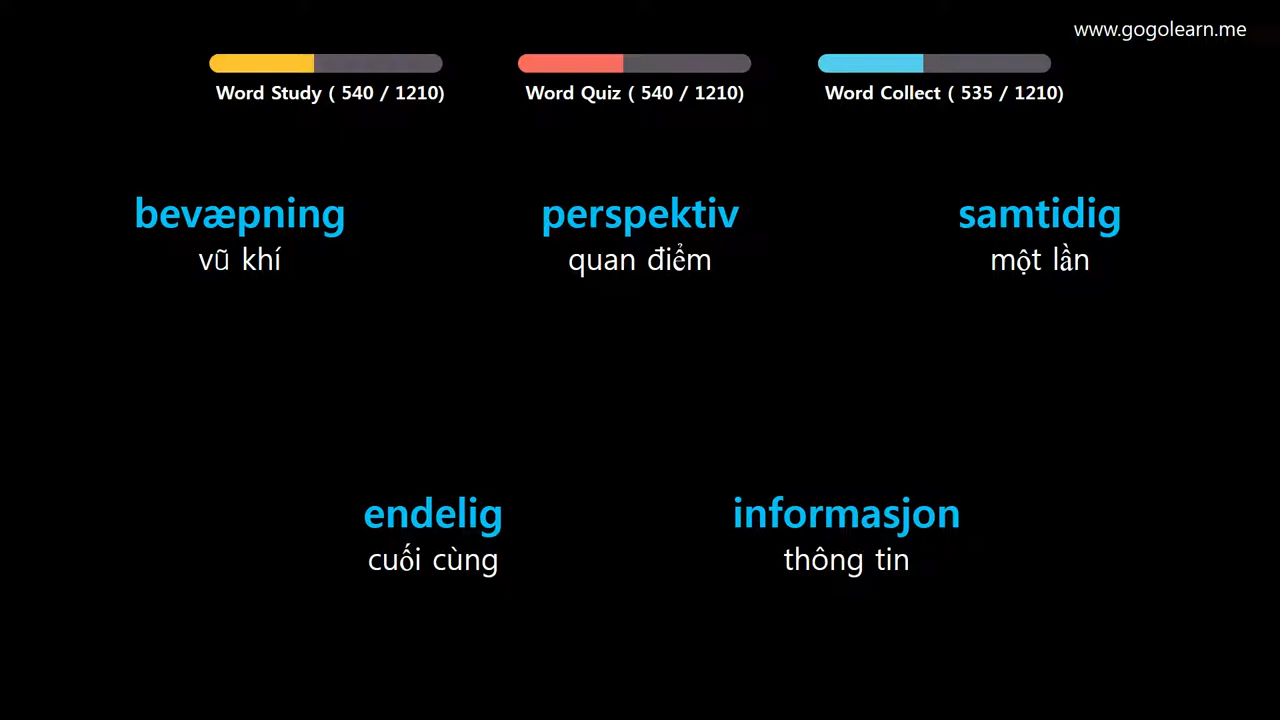 www.gogolearn.me
Word Study ( 540 / 1210)
Word Quiz ( 540 / 1210)
Word Collect ( 535 / 1210)
bevæpning
vũ khí
perspektiv
quan điểm
samtidig
một lần
endelig
cuối cùng
informasjon
thông tin